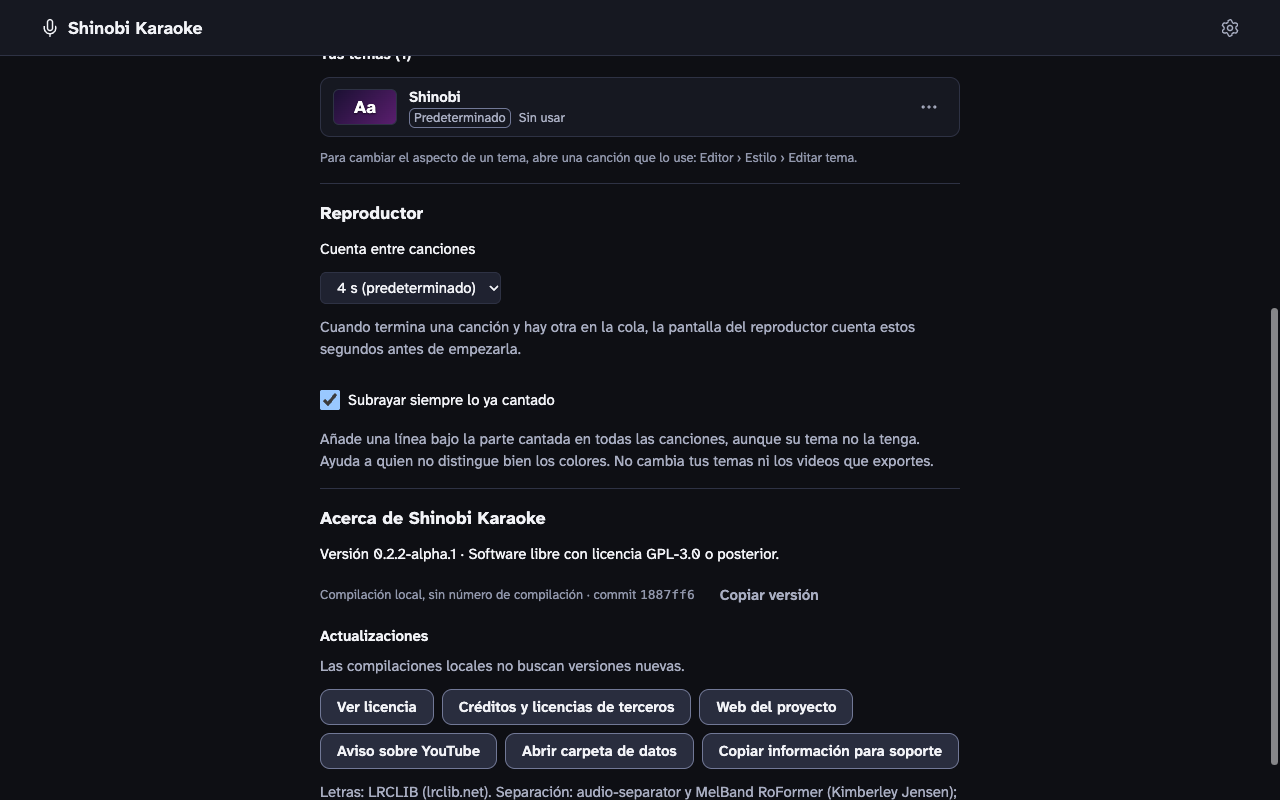 Shinobi Karaoke
Tus temas (1)
Aa
Shinobi
Predeterminado Sin usar
Para cambiar el aspecto de un tema, abre una canción que lo use: Editor › Estilo › Editar tema.
Reproductor
Cuenta entre canciones
4 s (predeterminado)
Cuando termina una canción y hay otra en la cola, la pantalla del reproductor cuenta estos
segundos antes de empezarla.
Subrayar siempre lo ya cantado
Añade una línea bajo la parte cantada en todas las canciones, aunque su tema no la tenga.
Ayuda a quien no distingue bien los colores. No cambia tus temas ni los videos que exportes.
Acerca de Shinobi Karaoke
Versión 0.2.2-alpha.1 · Software libre con licencia GPL-3.0 o posterior.
Compilación local, sin número de compilación · commit 1887ff6 Copiar versión
Actualizaciones
Las compilaciones locales no buscan versiones nuevas.
Ver licencia Créditos y licencias de terceros Web del proyecto
Aviso sobre YouTube Abrir carpeta de datos Copiar información para soporte
Letras: LRCLIB (lrclib.net). Separación: audio-separator y MelBand RoFormer (Kimberley Jensen);